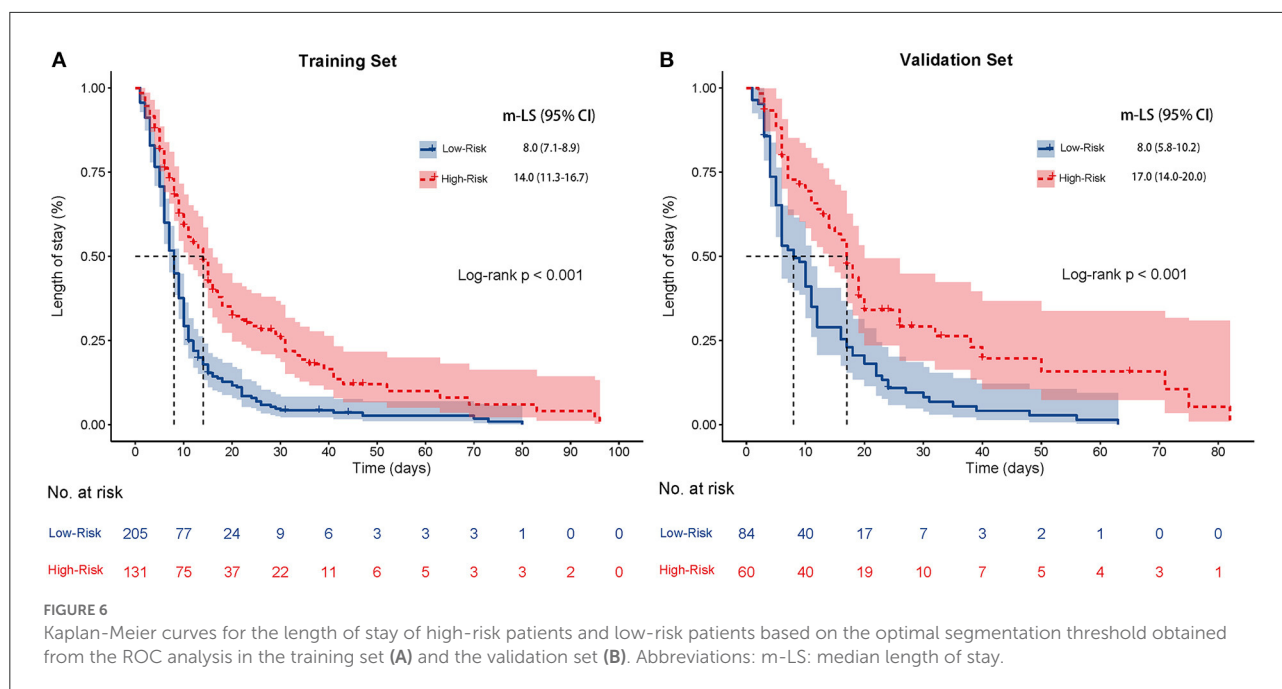 A
Training Set
1.00
0.75
0.50
0.25
0.00
Length of stay (%)
m-LS (95% CI)
Low-Risk 8.0 (7.1-8.9)
High-Risk 14.0 (11.3-16.7)
Log-rank p < 0.001
0 10 20 30 40 50 60 70 80 90 100
Time (days)
No. at risk
Low-Risk 205 77 24 9 6 3 3 3 1 0 0
High-Risk 131 75 37 22 11 6 5 3 3 2 0
B
Validation Set
1.00
0.75
0.50
0.25
0.00
Length of stay (%)
m-LS (95% CI)
Low-Risk 8.0 (5.8-10.2)
High-Risk 17.0 (14.0-20.0)
Log-rank p < 0.001
0 10 20 30 40 50 60 70 80
Time (days)
No. at risk
Low-Risk 84 40 17 7 3 2 1 0 0
High-Risk 60 40 19 10 7 5 4 3 1
FIGURE 6
Kaplan-Meier curves for the length of stay of high-risk patients and low-risk patients based on the optimal segmentation threshold obtained
from the ROC analysis in the training set (A) and the validation set (B). Abbreviations: m-LS: median length of stay.